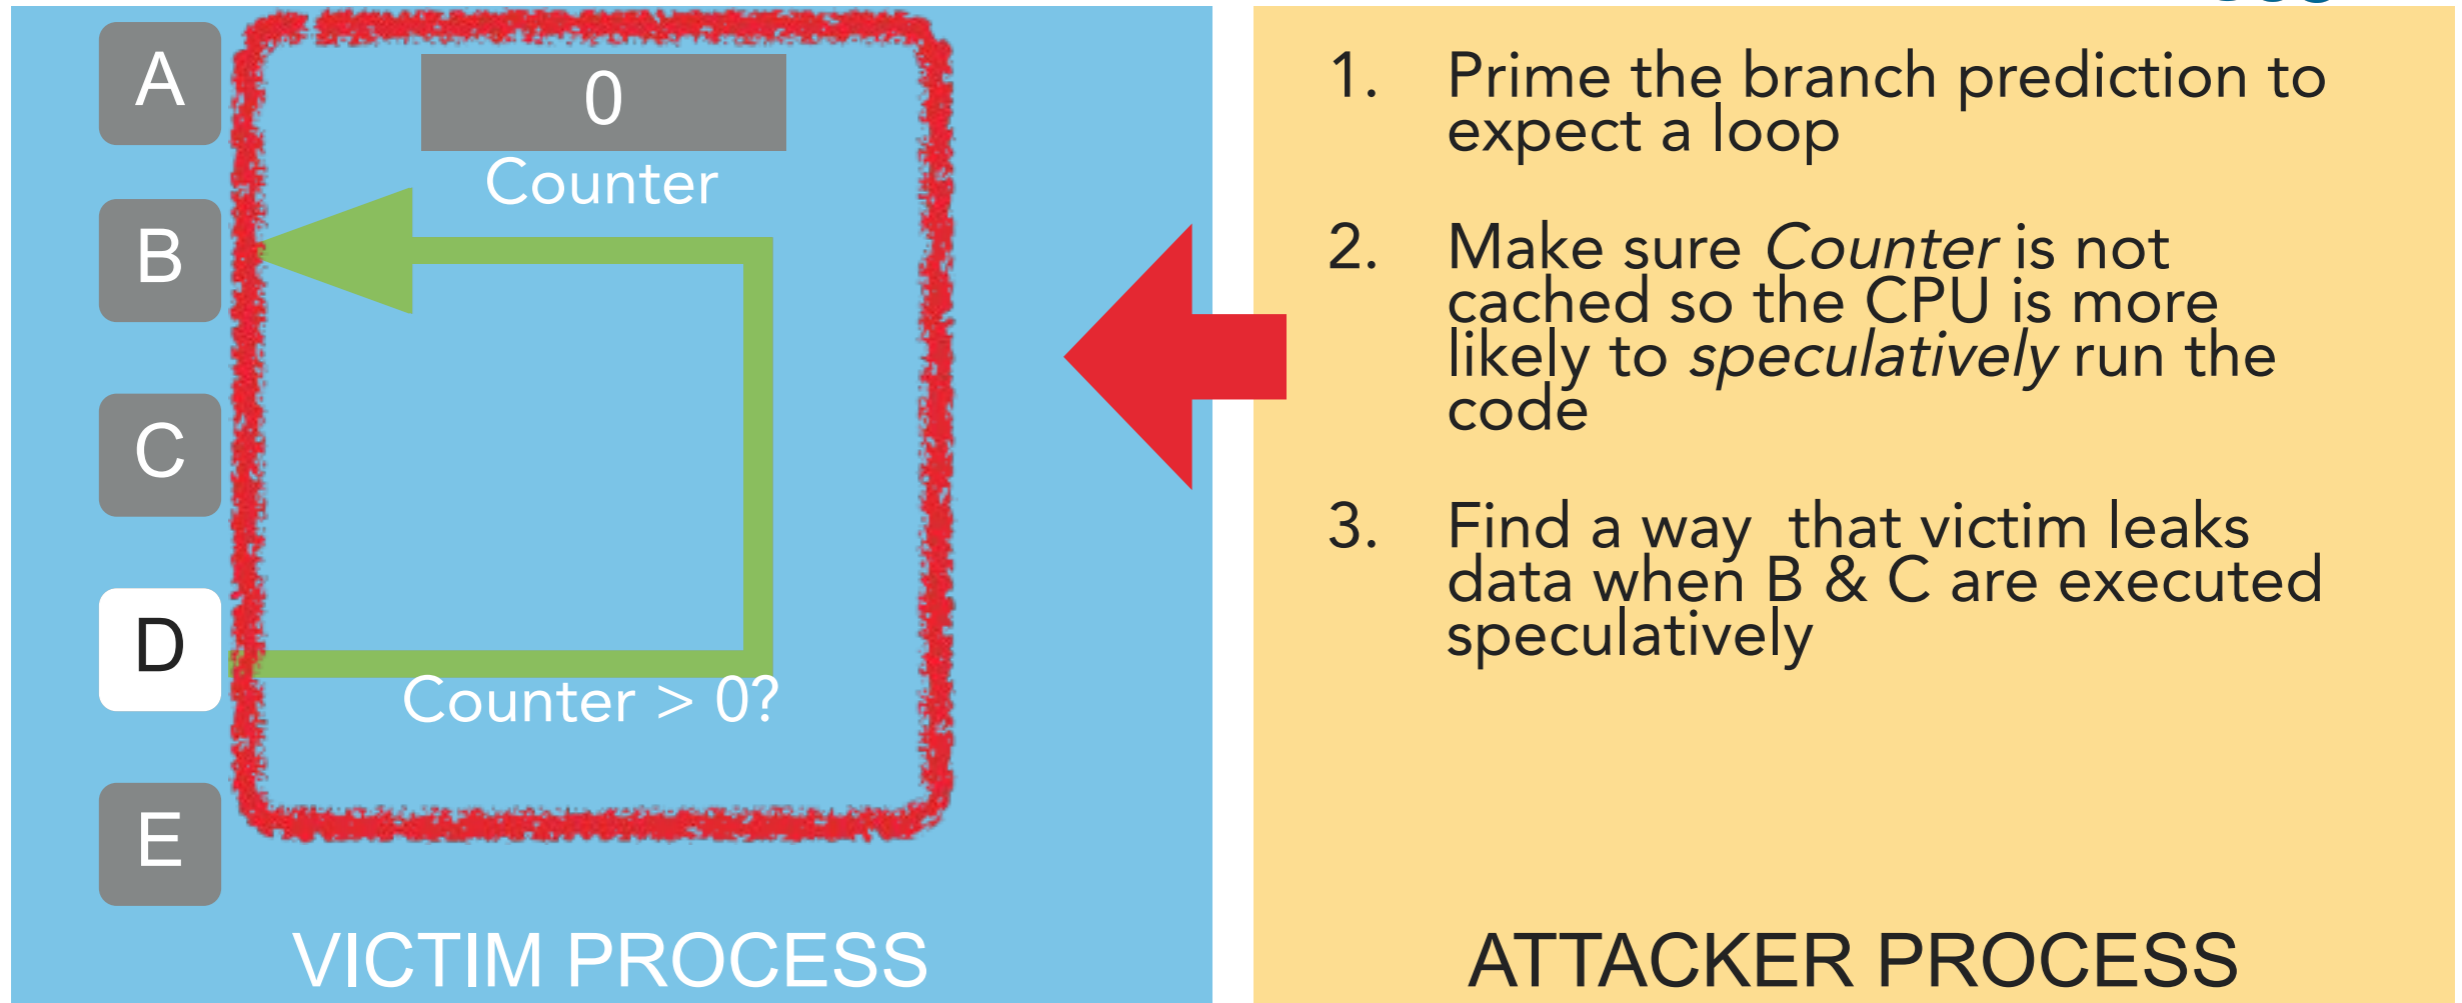 A
0
Counter
B
C
D
Counter > 0?
E
VICTIM PROCESS
1. Prime the branch prediction to
expect a loop
2. Make sure Counter is not
cached so the CPU is more
likely to speculatively run the
code
3. Find a way  that victim leaks
data when B & C are executed
speculatively
ATTACKER PROCESS